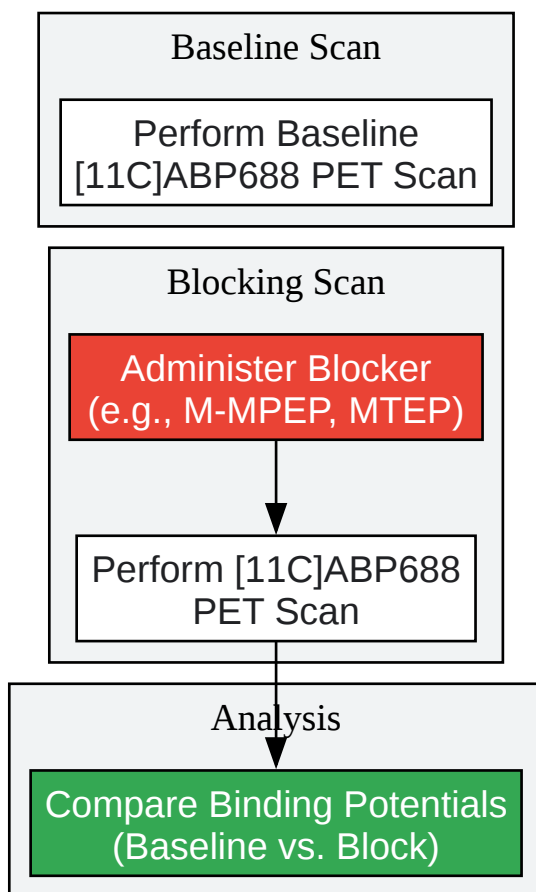 Baseline Scan
Perform Baseline
[11C]ABP688 PET Scan
Blocking Scan
Administer Blocker
(e.g., M-MPEP, MTEP)
Perform [11C]ABP688
PET Scan
Analysis
Compare Binding Potentials
(Baseline vs. Block)